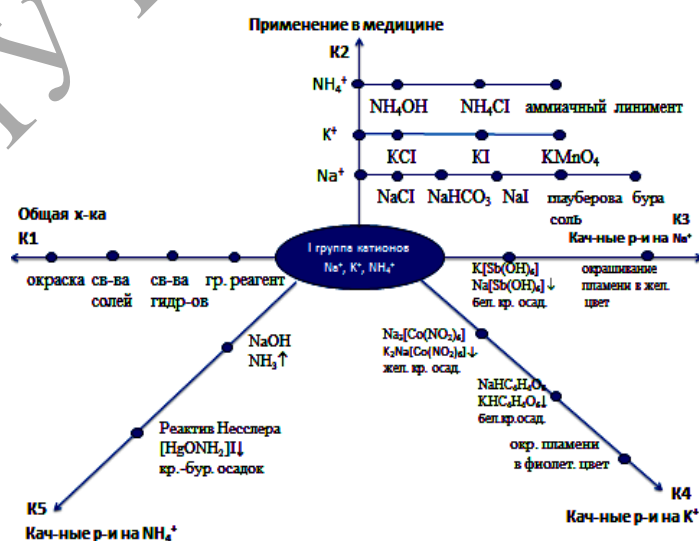 Применение в медицине
К2
NH₄⁺
NH₄OH NH₄Cl аммиачный линимент
K⁺
KCl KI KMnO₄
Na⁺
NaCl NaHCO₃ NaI глауберова бура
соль
Общая х-ка
К1
К3
Кач-ные р-и на Na⁺
I группа катионов
Na⁺, K⁺, NH₄⁺
окраска св-ва св-ва гр. реагент
солей гидр-ов
K[Sb(OH)₆]
Na[Sb(OH)₆]↓
бел. кр. осад.
окрашивание
пламени в жел.
цвет
NaOH
NH₃↑
Na₂[Co(NO₂)₆]
K₂Na[Co(NO₂)₆]↓
жел. кр. осад.
NaHC₄H₄O₆
KHC₄H₄O₆↓
бел.кр.осад.
Реактив Несслера
[HgONH₂]I↓
кр.-бур. осадок
окр. пламени
в фиолет. цвет
К5
Кач-ные р-и на NH₄⁺
К4
Кач-ные р-и на K⁺